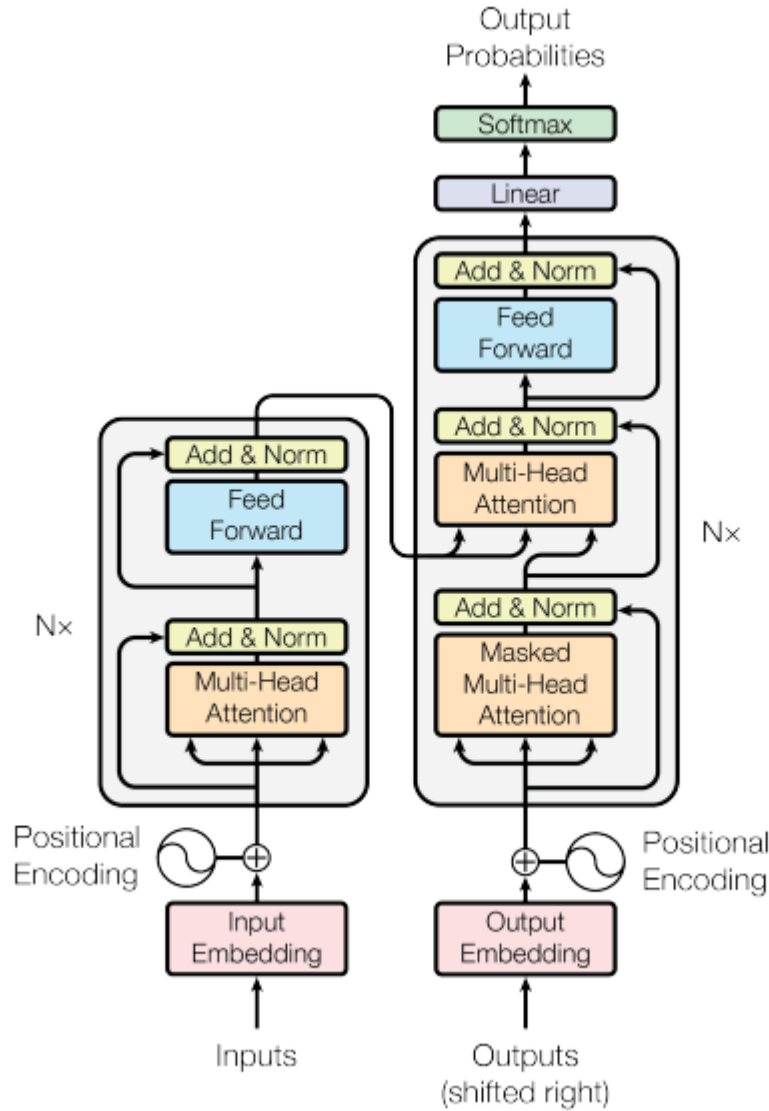 Output
Probabilities
Softmax
Linear
Add & Norm
Feed
Forward
Add & Norm
Multi-Head
Attention
Nx
Add & Norm
Masked
Multi-Head
Attention
Add & Norm
Feed
Forward
Nx
Add & Norm
Multi-Head
Attention
Positional
Encoding
Positional
Encoding
Input
Embedding
Output
Embedding
Inputs
Outputs
(shifted right)